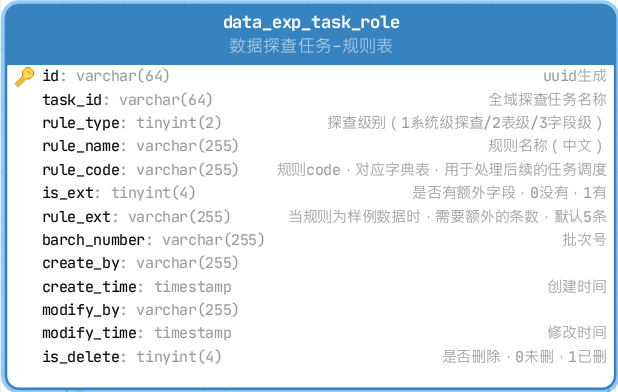 data_exp_task_role
数据探查任务-规则表
id: varchar(64) uuid生成
task_id: varchar(64) 全域探查任务名称
rule_type: tinyint(2) 探查级别（1系统级探查/2表级/3字段级）
rule_name: varchar(255) 规则名称（中文）
rule_code: varchar(255) 规则code，对应字典表，用于处理后续的任务调度
is_ext: tinyint(4) 是否有额外字段，0没有，1有
rule_ext: varchar(255) 当规则为样例数据时，需要额外的条数，默认5条
barch_number: varchar(255) 批次号
create_by: varchar(255)
create_time: timestamp 创建时间
modify_by: varchar(255)
modify_time: timestamp 修改时间
is_delete: tinyint(4) 是否删除，0未删，1已删